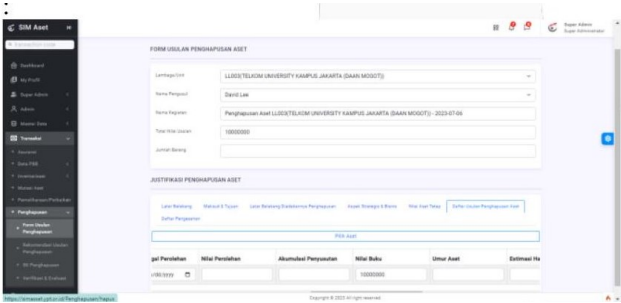 SIM Aset
Super Admin
Super Administrator
Dashboard
My Profil
Super Admin
Admin
Master Data
Transaksi
Asuransi
Data PBB
Inventarisasi
Mutasi Aset
Pemeliharaan/Perbaikan
Penghapusan
Form Usulan
Penghapusan
Rekomendasi Usulan
Penghapusan
SK Penghapusan
Verifikasi & Evaluasi
FORM USULAN PENGHAPUSAN ASET
Lembaga/Unit
LL003(TELKOM UNIVERSITY KAMPUS JAKARTA (DAAN MOGOT))
Nama Pengusul
David Lee
Nama Kegiatan
Penghapusan Aset LL003(TELKOM UNIVERSITY KAMPUS JAKARTA (DAAN MOGOT)) - 2023-07-06
Total Nilai Usulan
10000000
Jumlah Barang
JUSTIFIKASI PENGHAPUSAN ASET
Latar Belakang
Maksud & Tujuan
Latar Belakang Diadakannya Penghapusan
Aspek Strategis & Bisnis
Nilai Aset Tetap
Daftar Usulan Penghapusan Aset
Daftar Pengesahan
Pilih Aset
gal Perolehan
Nilai Perolehan
Akumulasi Penyusutan
Nilai Buku
Umur Aset
Estimasi Ha
/dd/yyyy
10000000
https://simaset.ypt.or.id/Penghapusan/hapus
Copyright © 2023 All right reserved.